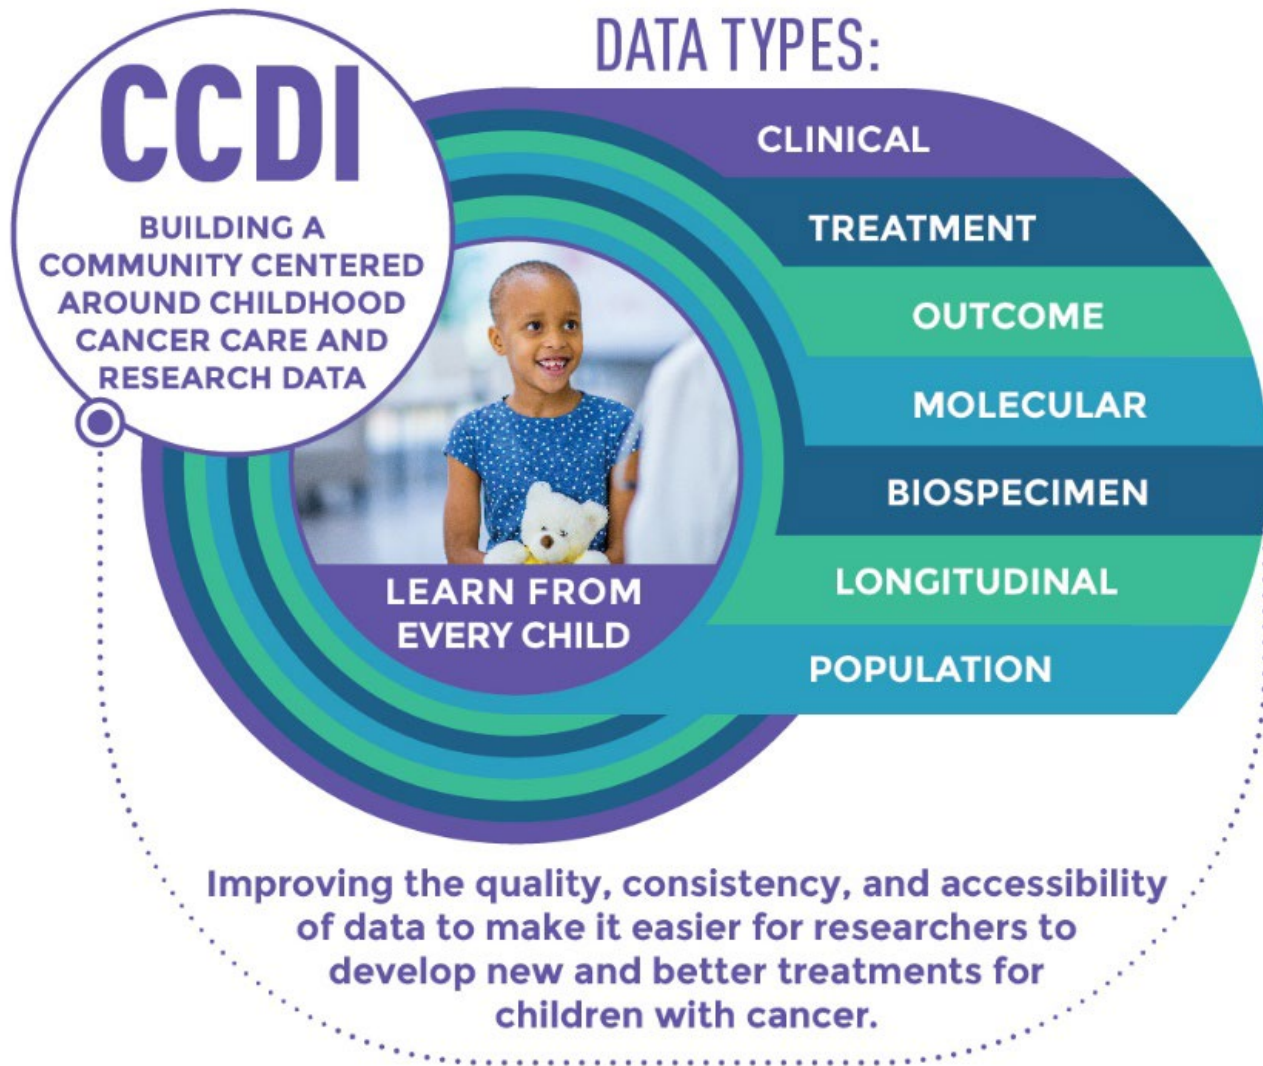 CCDI
BUILDING A
COMMUNITY CENTERED
AROUND CHILDHOOD
CANCER CARE AND
RESEARCH DATA
DATA TYPES:
CLINICAL
TREATMENT
OUTCOME
MOLECULAR
BIOSPECIMEN
LONGITUDINAL
POPULATION
LEARN FROM
EVERY CHILD
Improving the quality, consistency, and accessibility
of data to make it easier for researchers to
develop new and better treatments for
children with cancer.